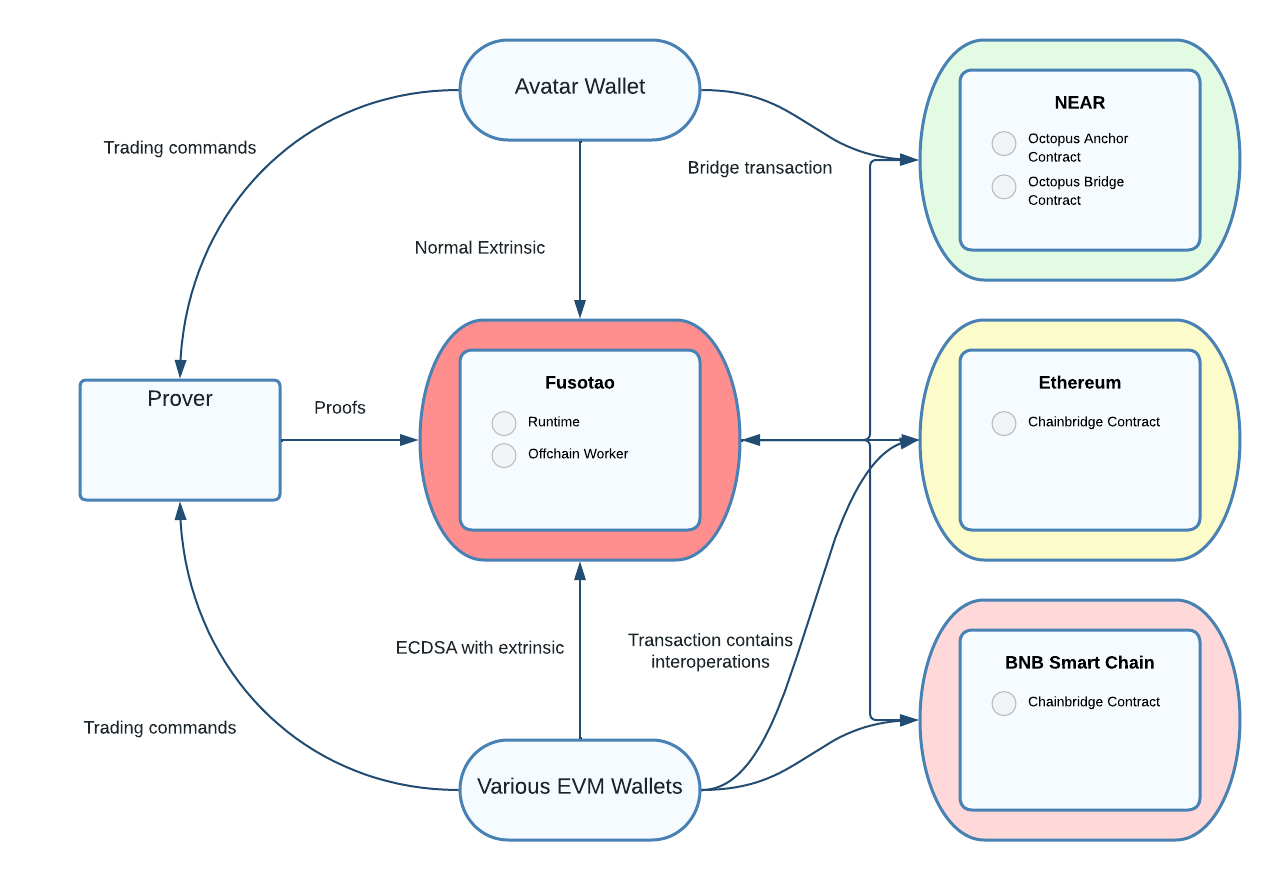 Avatar Wallet
NEAR
Octopus Anchor
Contract
Octopus Bridge
Contract
Trading commands
Bridge transaction
Normal Extrinsic
Fusotao
Runtime
Offchain Worker
Ethereum
Chainbridge Contract
Prover
Proofs
ECDSA with extrinsic
Transaction contains
interoperations
BNB Smart Chain
Chainbridge Contract
Trading commands
Various EVM Wallets